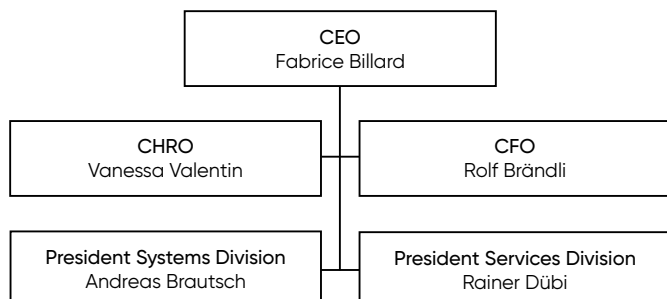 CEO
Fabrice Billard
CHRO
Vanessa Valentin
CFO
Rolf Brändli
President Systems Division
Andreas Brautsch
President Services Division
Rainer Dübi